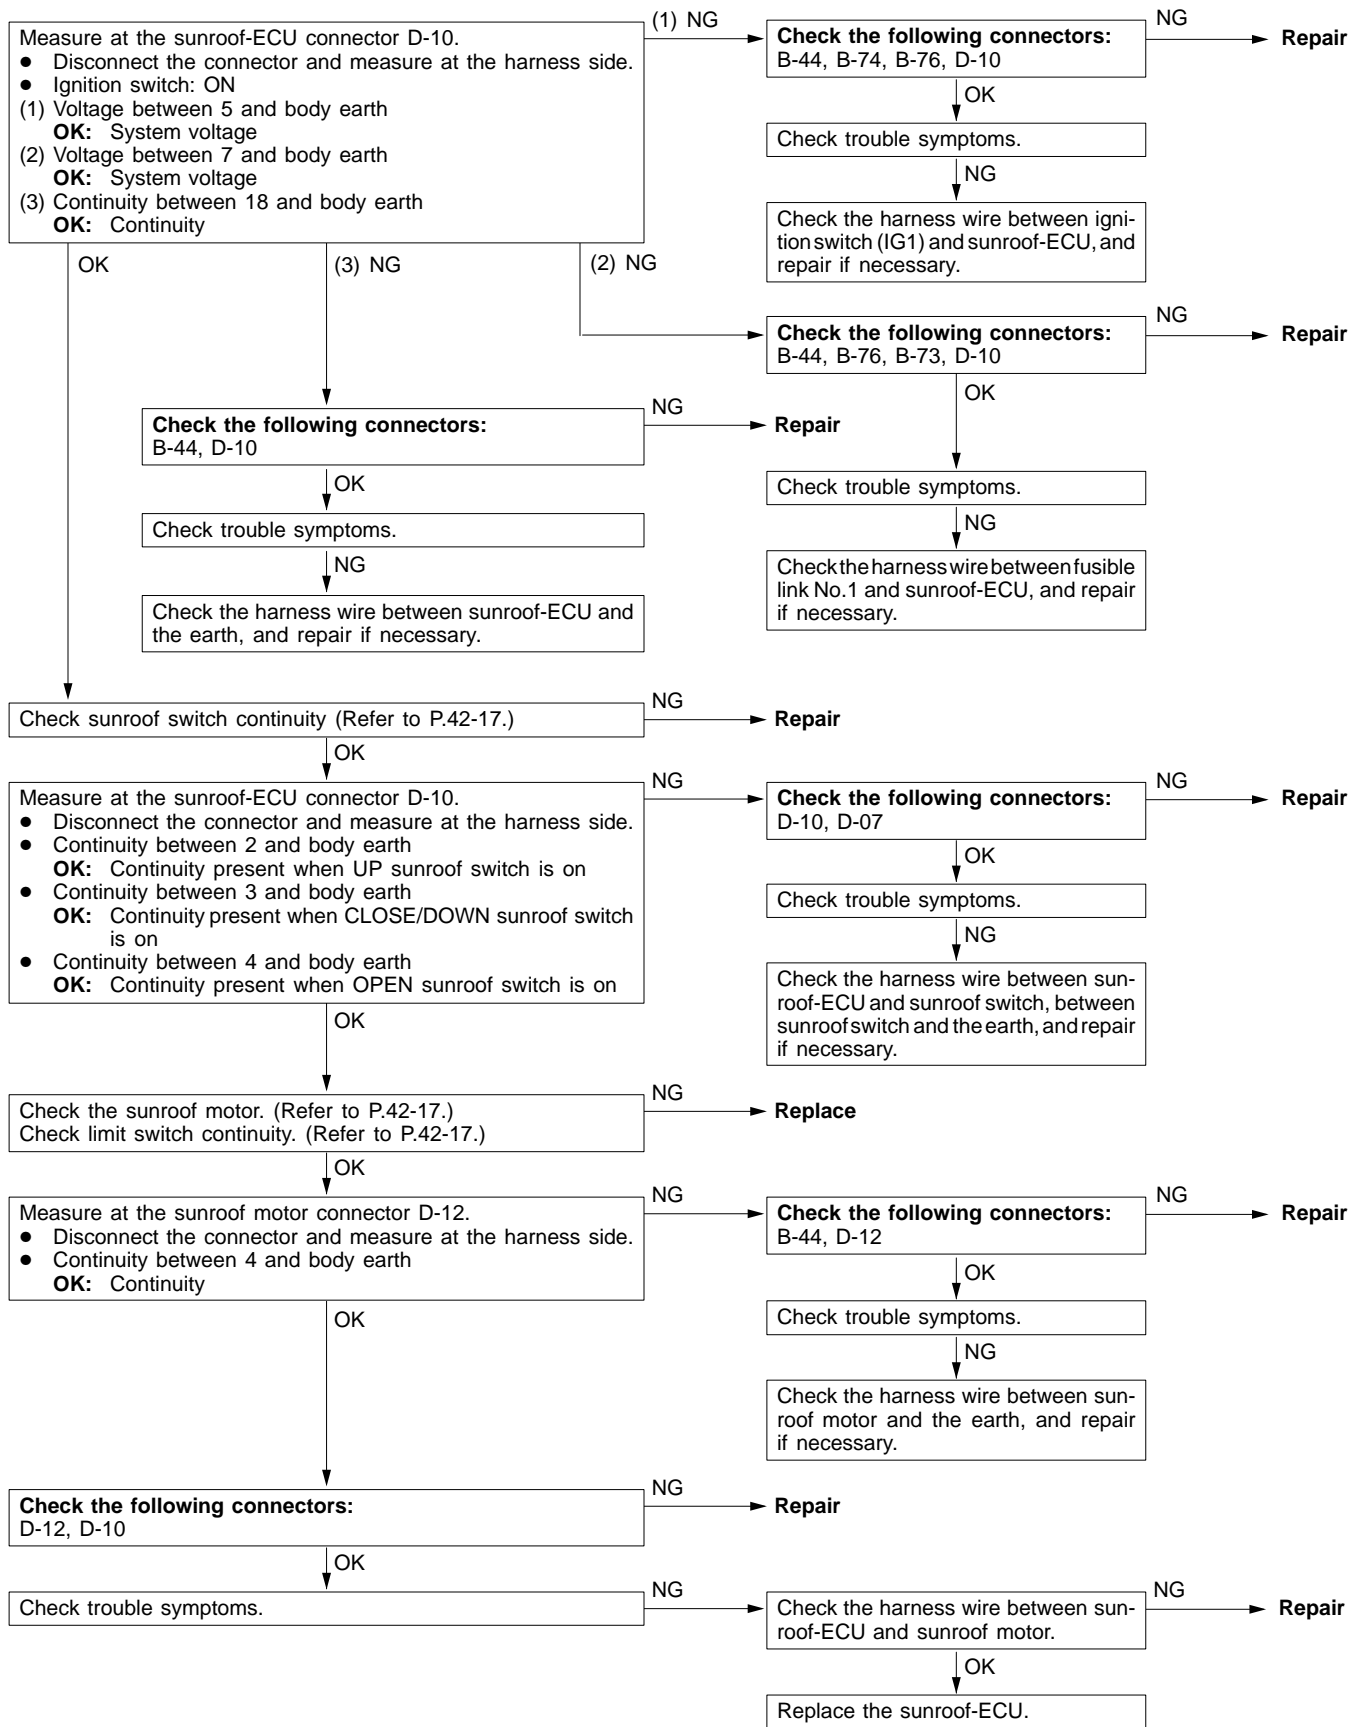 Measure at the sunroof-ECU connector D-10.
● Disconnect the connector and measure at the harness side.
● Ignition switch: ON
(1) Voltage between 5 and body earth
OK: System voltage
(2) Voltage between 7 and body earth
OK: System voltage
(3) Continuity between 18 and body earth
OK: Continuity
(1) NG
Check the following connectors:
B-44, B-74, B-76, D-10
NG
Repair
OK
Check trouble symptoms.
NG
Check the harness wire between igni-
tion switch (IG1) and sunroof-ECU, and
repair if necessary.
OK
(3) NG
(2) NG
Check the following connectors:
B-44, B-76, B-73, D-10
NG
Repair
OK
Check trouble symptoms.
NG
Check the harness wire between fusible
link No.1 and sunroof-ECU, and repair
if necessary.
Check the following connectors:
B-44, D-10
NG
Repair
OK
Check trouble symptoms.
NG
Check the harness wire between sunroof-ECU and
the earth, and repair if necessary.
Check sunroof switch continuity (Refer to P.42-17.)
NG
Repair
OK
Measure at the sunroof-ECU connector D-10.
● Disconnect the connector and measure at the harness side.
● Continuity between 2 and body earth
OK: Continuity present when UP sunroof switch is on
● Continuity between 3 and body earth
OK: Continuity present when CLOSE/DOWN sunroof switch
is on
● Continuity between 4 and body earth
OK: Continuity present when OPEN sunroof switch is on
NG
Check the following connectors:
D-10, D-07
NG
Repair
OK
Check trouble symptoms.
NG
Check the harness wire between sun-
roof-ECU and sunroof switch, between
sunroof switch and the earth, and repair
if necessary.
OK
Check the sunroof motor. (Refer to P.42-17.)
Check limit switch continuity. (Refer to P.42-17.)
NG
Replace
OK
Measure at the sunroof motor connector D-12.
● Disconnect the connector and measure at the harness side.
● Continuity between 4 and body earth
OK: Continuity
NG
Check the following connectors:
B-44, D-12
NG
Repair
OK
Check trouble symptoms.
NG
Check the harness wire between sun-
roof motor and the earth, and repair
if necessary.
OK
Check the following connectors:
D-12, D-10
NG
Repair
OK
Check trouble symptoms.
NG
Check the harness wire between sun-
roof-ECU and sunroof motor.
NG
Repair
OK
Replace the sunroof-ECU.